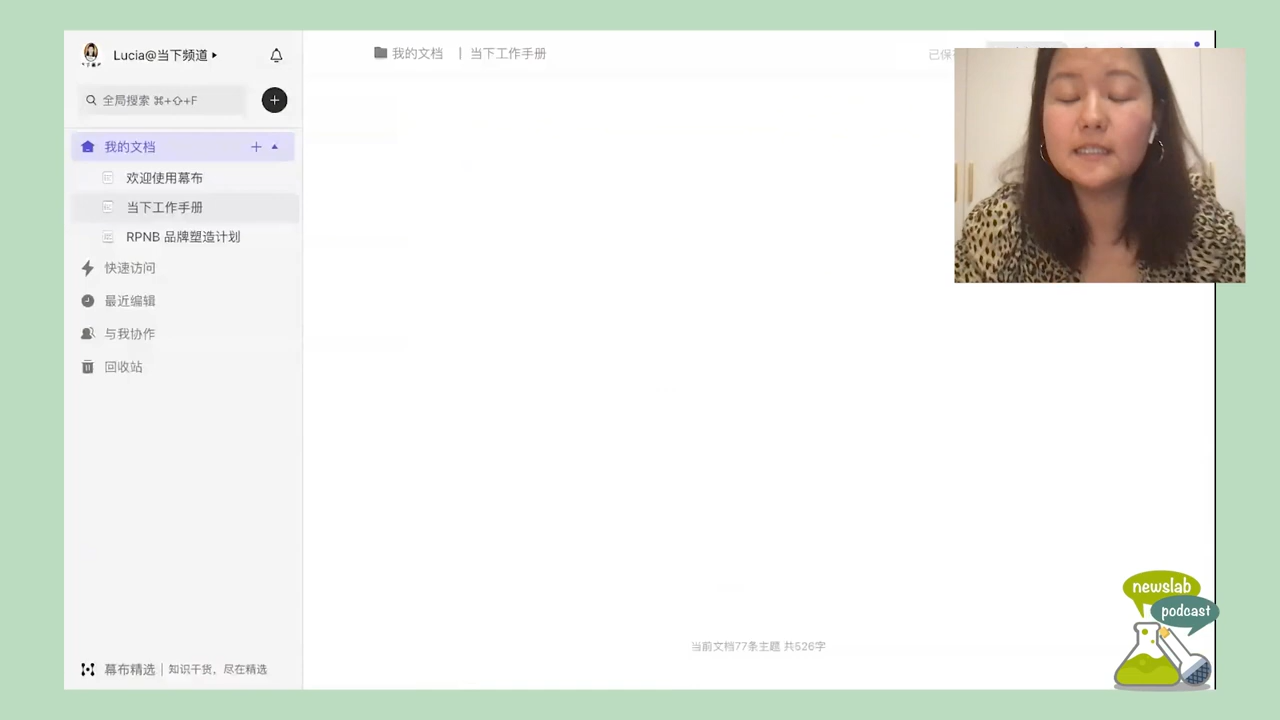 Lucia@当下频道
我的文档 | 当下工作手册
已保
全局搜索 ⌘+⇧+F
我的文档
欢迎使用幕布
当下工作手册
RPNB 品牌塑造计划
快速访问
最近编辑
与我协作
回收站
当前文档77条主题 共526字
幕布精选 | 知识干货，尽在精选
newslab
podcast